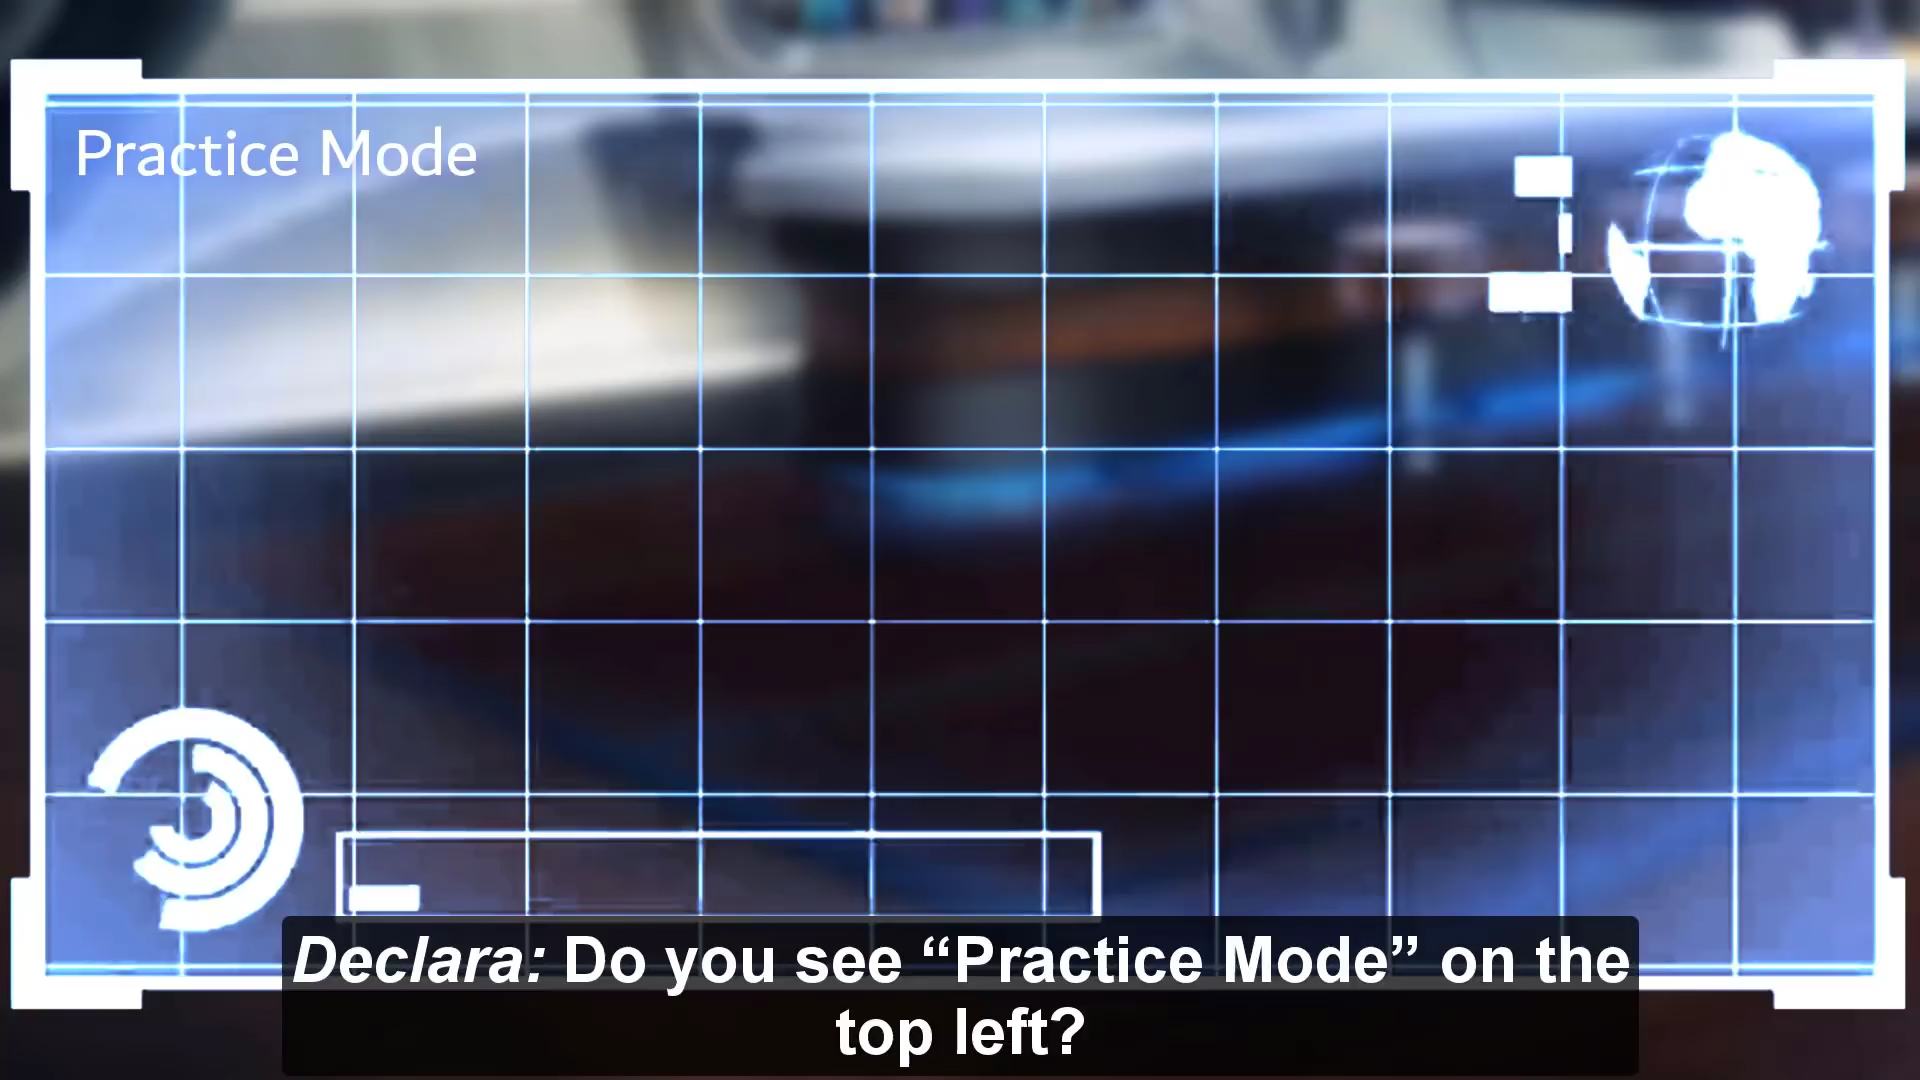 Practice Mode
Declara: Do you see “Practice Mode” on the
top left?